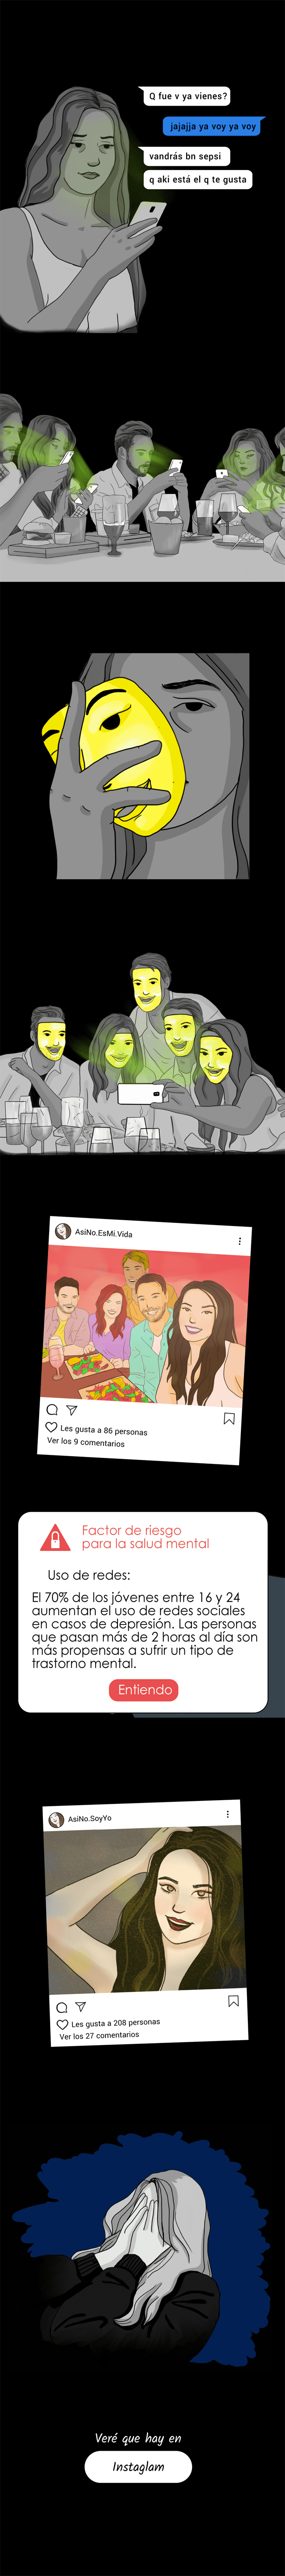 Q fue v ya vienes?
jajajja ya voy ya voy
vandrás bn sepsi
q aki está el q te gusta
AsiNo.EsMi.Vida
Les gusta a 86 personas
Ver los 9 comentarios
Factor de riesgo
para la salud mental
Uso de redes:
El 70% de los jóvenes entre 16 y 24
aumentan el uso de redes sociales
en casos de depresión. Las personas
que pasan más de 2 horas al día son
más propensas a sufrir un tipo de
trastorno mental.
Entiendo
AsiNo.SoyYo
Les gusta a 208 personas
Ver los 27 comentarios
Veré que hay en
Instaglam